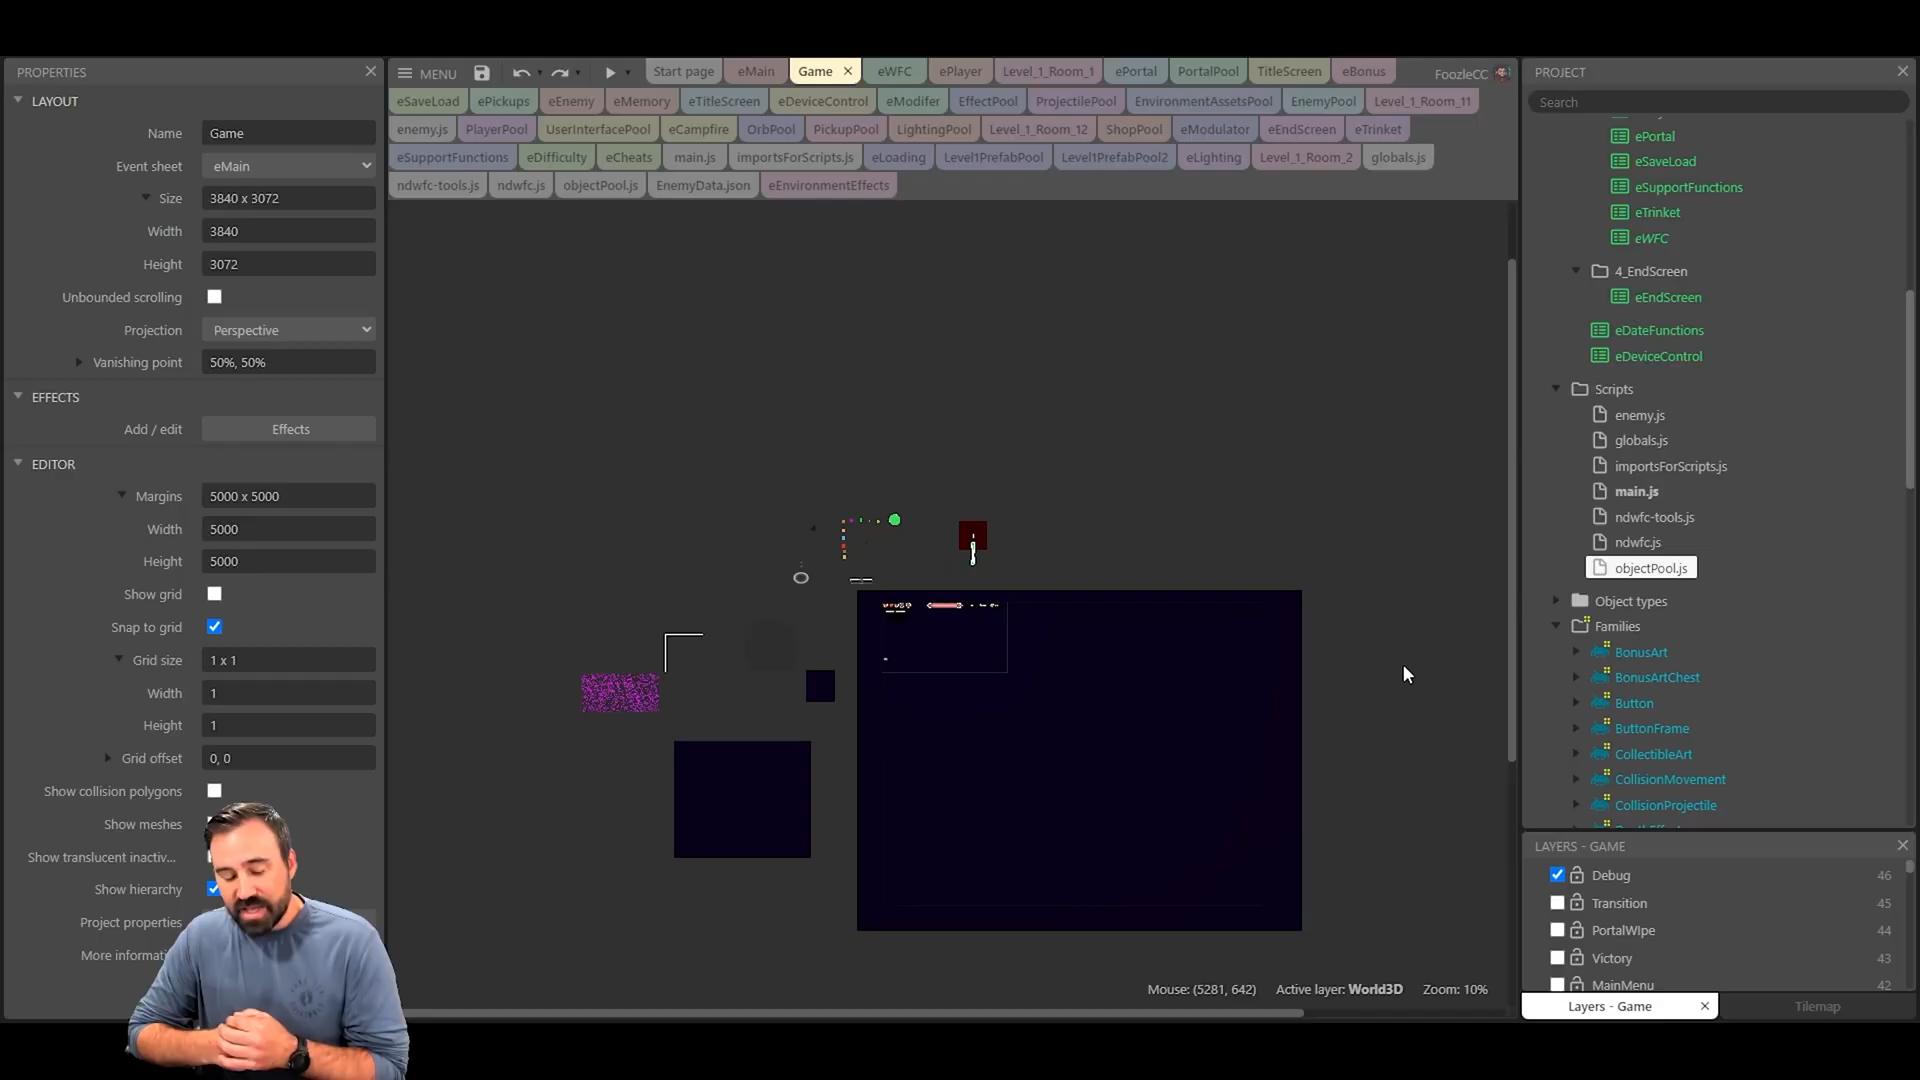 PROPERTIES
LAYOUT
Name Game
Event sheet eMain
Size 3840 x 3072
Width 3840
Height 3072
Unbounded scrolling
Projection Perspective
Vanishing point 50%, 50%
EFFECTS
Add / edit Effects
EDITOR
Margins 5000 x 5000
Width 5000
Height 5000
Show grid
Snap to grid
Grid size 1 x 1
Width 1
Height 1
Grid offset 0, 0
Show collision polygons
Show meshes
Show translucent inactiv...
Show hierarchy
Project properties
More informati
MENU Start page eMain Game eWFC ePlayer Level_1_Room_1 ePortal PortalPool TitleScreen eBonus FoozleCC
eSaveLoad ePickups eEnemy eMemory eTitleScreen eDeviceControl eModifer EffectPool ProjectilePool EnvironmentAssetsPool EnemyPool Level_1_Room_11
enemy.js PlayerPool UserInterfacePool eCampfire OrbPool PickupPool LightingPool Level_1_Room_12 ShopPool eModulator eEndScreen eTrinket
eSupportFunctions eDifficulty eCheats main.js importsForScripts.js eLoading Level1PrefabPool Level1PrefabPool2 eLighting Level_1_Room_2 globals.js
ndwfc-tools.js ndwfc.js objectPool.js EnemyData.json eEnvironmentEffects
Mouse: (5281, 642) Active layer: World3D Zoom: 10%
PROJECT
Search
ePortal
eSaveLoad
eSupportFunctions
eTrinket
eWFC
4_EndScreen
eEndScreen
eDateFunctions
eDeviceControl
Scripts
enemy.js
globals.js
importsForScripts.js
main.js
ndwfc-tools.js
ndwfc.js
objectPool.js
Object types
Families
BonusArt
BonusArtChest
Button
ButtonFrame
CollectibleArt
CollisionMovement
CollisionProjectile
LAYERS - GAME
Debug 46
Transition 45
PortalWIpe 44
Victory 43
MainMenu 42
Layers - Game Tilemap